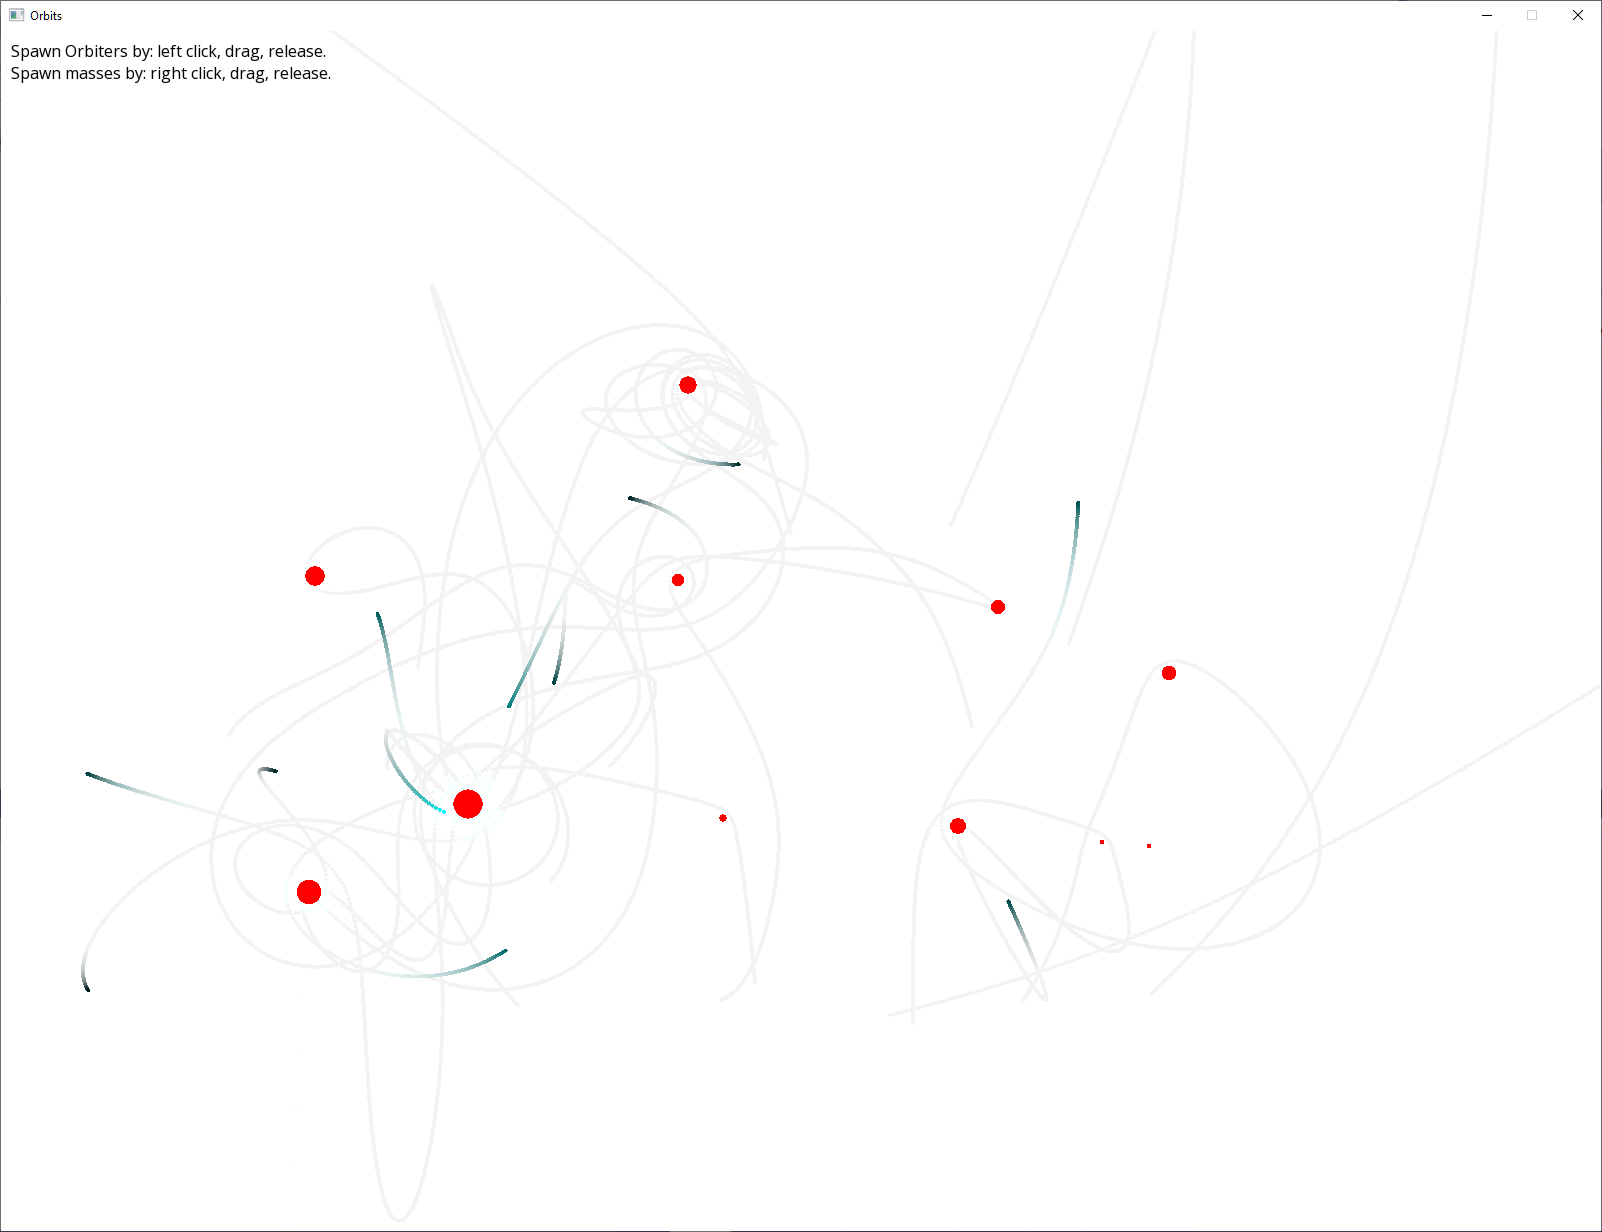 Orbits
Spawn Orbiters by: left click, drag, release.
Spawn masses by: right click, drag, release.